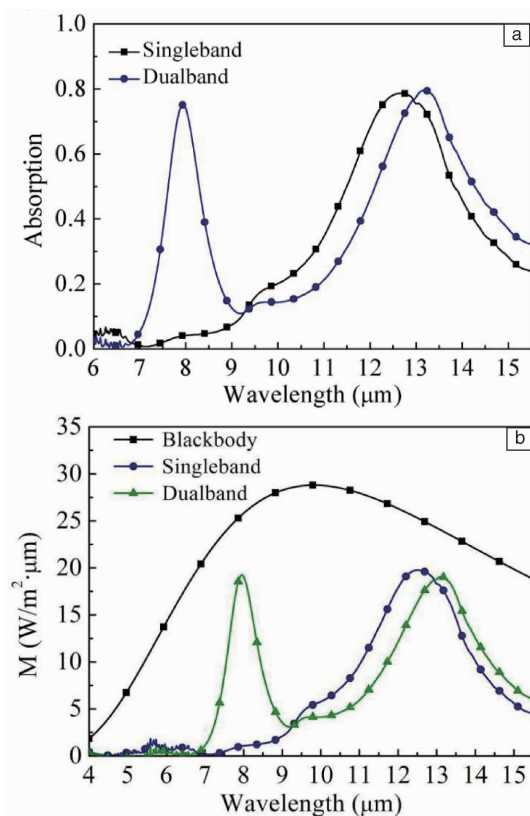 a
Singleband
Dualband
Absorption
1.0
0.8
0.6
0.4
0.2
0.0
6 7 8 9 10 11 12 13 14 15
Wavelength (μm)
b
Blackbody
Singleband
Dualband
M (W/m²·μm)
35
30
25
20
15
10
5
0
4 5 6 7 8 9 10 11 12 13 14 15
Wavelength (μm)